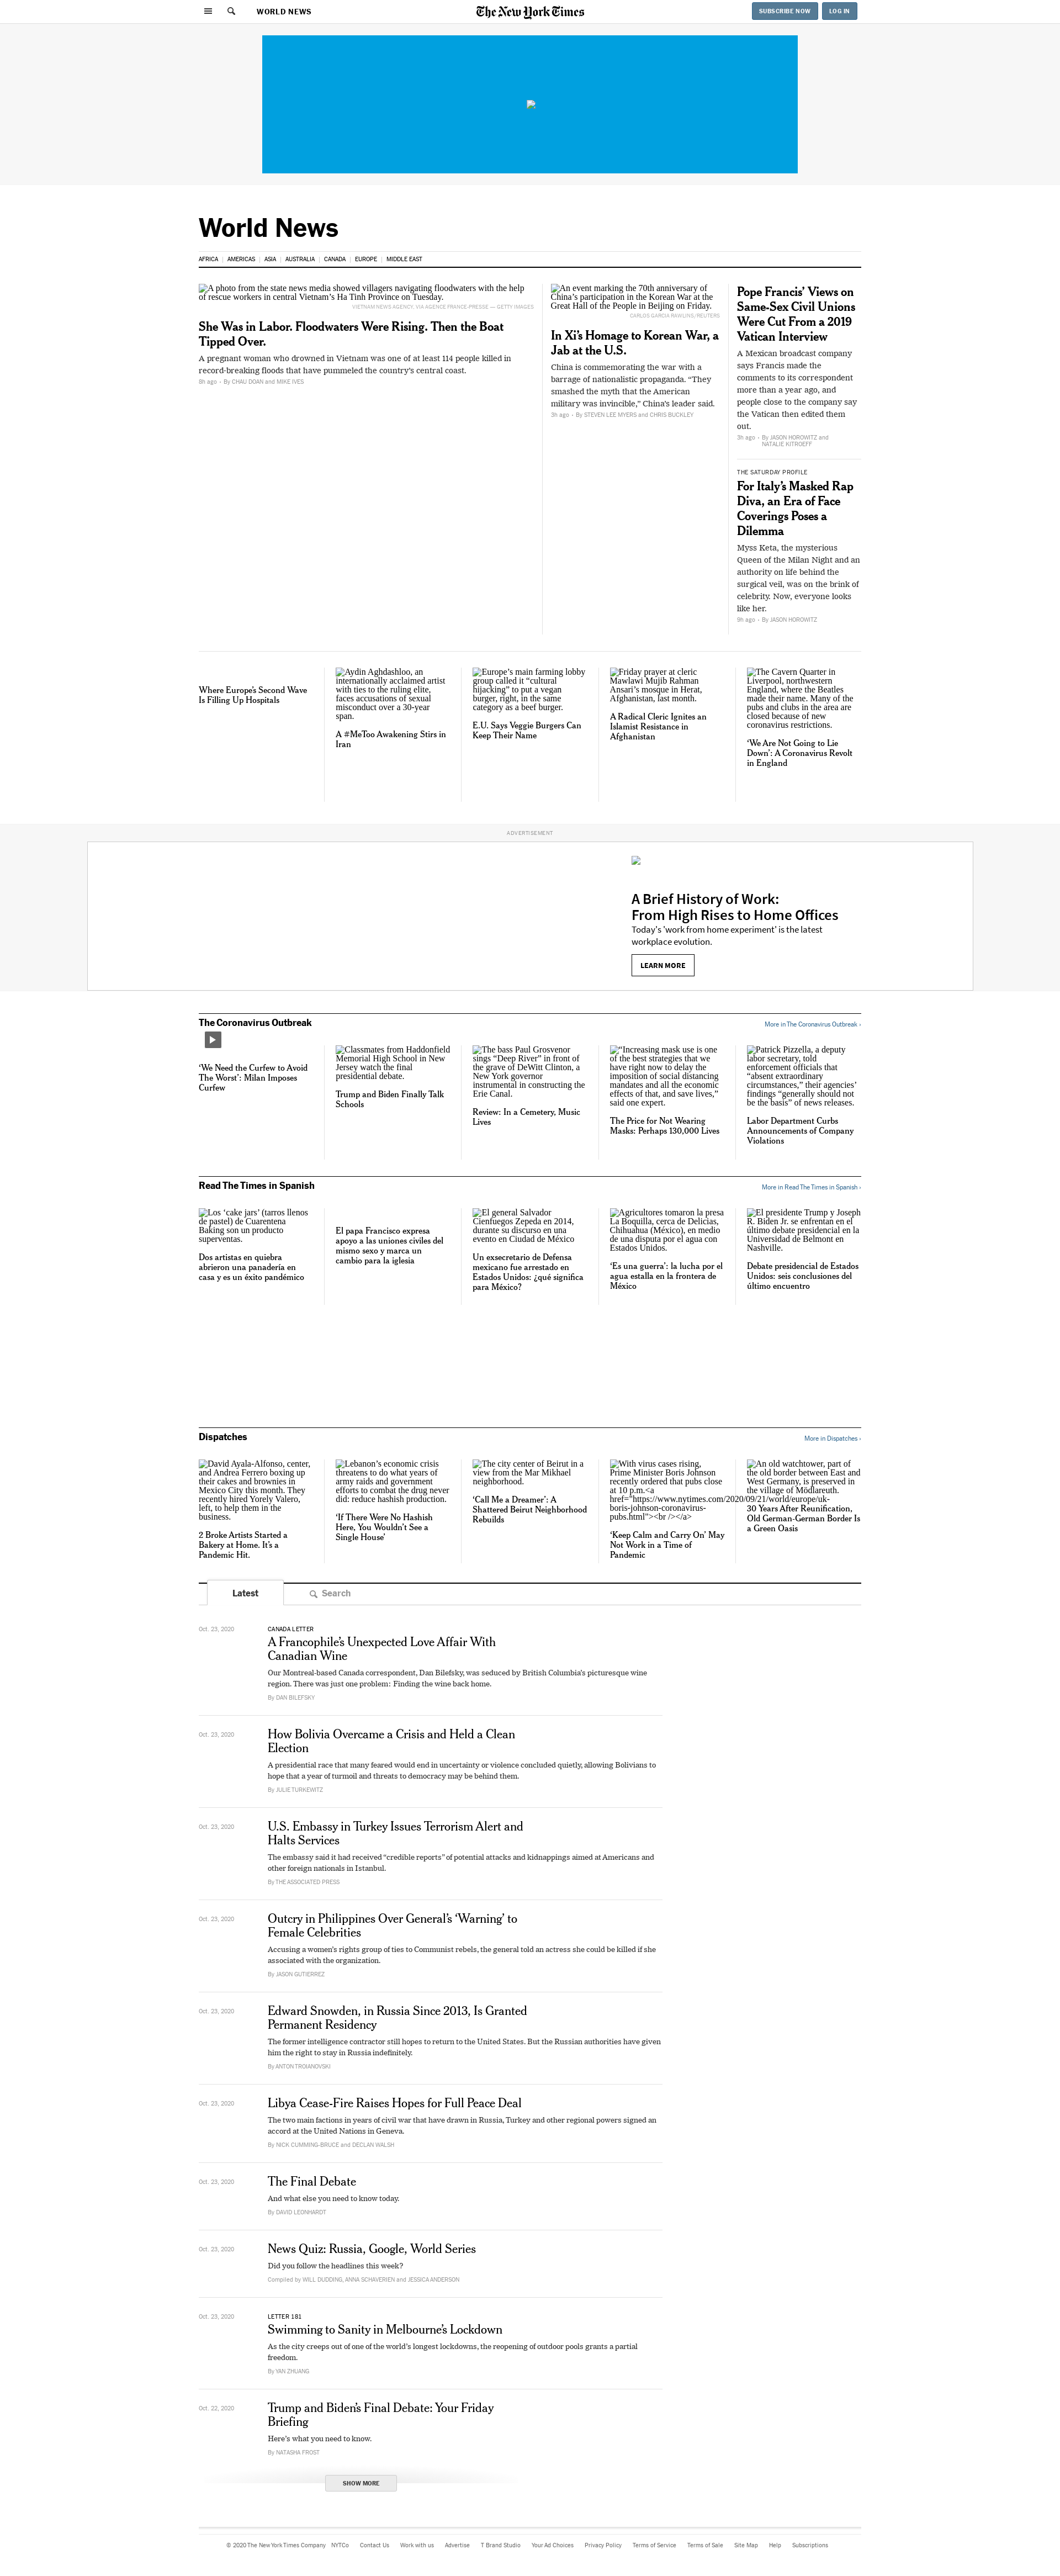 WORLD NEWS
The New York Times
SUBSCRIBE NOW
LOG IN
World News
AFRICA
AMERICAS
ASIA
AUSTRALIA
CANADA
EUROPE
MIDDLE EAST
A photo from the state news media showed villagers navigating floodwaters with the help
of rescue workers in central Vietnam's Ha Tinh Province on Tuesday.
VIETNAM NEWS AGENCY, VIA AGENCE FRANCE-PRESSE — GETTY IMAGES
She Was in Labor. Floodwaters Were Rising. Then the Boat
Tipped Over.
A pregnant woman who drowned in Vietnam was one of at least 114 people killed in
record-breaking floods that have pummeled the country's central coast.
8h ago · By CHAU DOAN and MIKE IVES
An event marking the 70th anniversary of
China's participation in the Korean War at the
Great Hall of the People in Beijing on Friday.
CARLOS GARCIA RAWLINS/REUTERS
In Xi's Homage to Korean War, a
Jab at the U.S.
China is commemorating the war with a
barrage of nationalistic propaganda. “They
smashed the myth that the American
military was invincible,” China's leader said.
3h ago · By STEVEN LEE MYERS and CHRIS BUCKLEY
Pope Francis' Views on
Same-Sex Civil Unions
Were Cut From a 2019
Vatican Interview
A Mexican broadcast company
says Francis made the
comments to its correspondent
more than a year ago, and
people close to the company say
the Vatican then edited them
out.
3h ago · By JASON HOROWITZ and
NATALIE KITROEFF
THE SATURDAY PROFILE
For Italy's Masked Rap
Diva, an Era of Face
Coverings Poses a
Dilemma
Myss Keta, the mysterious
Queen of the Milan Night and an
authority on life behind the
surgical veil, was on the brink of
celebrity. Now, everyone looks
like her.
9h ago · By JASON HOROWITZ
Where Europe's Second Wave
Is Filling Up Hospitals
Aydin Aghdashloo, an
internationally acclaimed artist
with ties to the ruling elite,
faces accusations of sexual
misconduct over a 30-year
span.
A #MeToo Awakening Stirs in
Iran
Europe's main farming lobby
group called it “cultural
hijacking” to put a vegan
burger, right, in the same
category as a beef burger.
E.U. Says Veggie Burgers Can
Keep Their Name
Friday prayer at cleric
Mawlawi Mujib Rahman
Ansari's mosque in Herat,
Afghanistan, last month.
A Radical Cleric Ignites an
Islamist Resistance in
Afghanistan
The Cavern Quarter in
Liverpool, northwestern
England, where the Beatles
made their name. Many of the
pubs and clubs in the area are
closed because of new
coronavirus restrictions.
‘We Are Not Going to Lie
Down’: A Coronavirus Revolt
in England
ADVERTISEMENT
A Brief History of Work:
From High Rises to Home Offices
Today's 'work from home experiment' is the latest
workplace evolution.
LEARN MORE
The Coronavirus Outbreak
More in The Coronavirus Outbreak ›
‘We Need the Curfew to Avoid
The Worst’: Milan Imposes
Curfew
Classmates from Haddonfield
Memorial High School in New
Jersey watch the final
presidential debate.
Trump and Biden Finally Talk
Schools
The bass Paul Grosvenor
sings “Deep River” in front of
the grave of DeWitt Clinton, a
New York governor
instrumental in constructing the
Erie Canal.
Review: In a Cemetery, Music
Lives
“Increasing mask use is one
of the best strategies that we
have right now to delay the
imposition of social distancing
mandates and all the economic
effects of that, and save lives,”
said one expert.
The Price for Not Wearing
Masks: Perhaps 130,000 Lives
Patrick Pizzella, a deputy
labor secretary, told
enforcement officials that
“absent extraordinary
circumstances,” their agencies'
findings “generally should not
be the basis” of news releases.
Labor Department Curbs
Announcements of Company
Violations
Read The Times in Spanish
More in Read The Times in Spanish ›
Los ‘cake jars’ (tarros llenos
de pastel) de Cuarentena
Baking son un producto
superventas.
Dos artistas en quiebra
abrieron una panadería en
casa y es un éxito pandémico
El papa Francisco expresa
apoyo a las uniones civiles del
mismo sexo y marca un
cambio para la iglesia
El general Salvador
Cienfuegos Zepeda en 2014,
durante su discurso en una
evento en Ciudad de México
Un exsecretario de Defensa
mexicano fue arrestado en
Estados Unidos: ¿qué significa
para México?
Agricultores tomaron la presa
La Boquilla, cerca de Delicias,
Chihuahua (México), en medio
de una disputa por el agua con
Estados Unidos.
‘Es una guerra’: la lucha por el
agua estalla en la frontera de
México
El presidente Trump y Joseph
R. Biden Jr. se enfrentan en el
último debate presidencial en la
Universidad de Belmont en
Nashville.
Debate presidencial de Estados
Unidos: seis conclusiones del
último encuentro
Dispatches
More in Dispatches ›
David Ayala-Alfonso, center,
and Andrea Ferrero boxing up
their cakes and brownies in
Mexico City this month. They
recently hired Yorely Valero,
left, to help them in the
business.
2 Broke Artists Started a
Bakery at Home. It's a
Pandemic Hit.
Lebanon's economic crisis
threatens to do what years of
army raids and government
efforts to combat the drug never
did: reduce hashish production.
‘If There Were No Hashish
Here, You Wouldn't See a
Single House’
The city center of Beirut in a
view from the Mar Mikhael
neighborhood.
‘Call Me a Dreamer’: A
Shattered Beirut Neighborhood
Rebuilds
With virus cases rising,
Prime Minister Boris Johnson
recently ordered that pubs close
at 10 p.m.<a
href="https://www.nytimes.com/2020/09/21/world/europe/uk-
boris-johnson-coronavirus-
pubs.html"><br /></a>
‘Keep Calm and Carry On’ May
Not Work in a Time of
Pandemic
An old watchtower, part of
the old border between East and
West Germany, is preserved in
the village of Mödlareuth.
30 Years After Reunification,
Old German-German Border Is
a Green Oasis
Latest
Search
Oct. 23, 2020
CANADA LETTER
A Francophile's Unexpected Love Affair With
Canadian Wine
Our Montreal-based Canada correspondent, Dan Bilefsky, was seduced by British Columbia's picturesque wine
region. There was just one problem: Finding the wine back home.
By DAN BILEFSKY
Oct. 23, 2020
How Bolivia Overcame a Crisis and Held a Clean
Election
A presidential race that many feared would end in uncertainty or violence concluded quietly, allowing Bolivians to
hope that a year of turmoil and threats to democracy may be behind them.
By JULIE TURKEWITZ
Oct. 23, 2020
U.S. Embassy in Turkey Issues Terrorism Alert and
Halts Services
The embassy said it had received “credible reports” of potential attacks and kidnappings aimed at Americans and
other foreign nationals in Istanbul.
By THE ASSOCIATED PRESS
Oct. 23, 2020
Outcry in Philippines Over General's ‘Warning’ to
Female Celebrities
Accusing a women's rights group of ties to Communist rebels, the general told an actress she could be killed if she
associated with the organization.
By JASON GUTIERREZ
Oct. 23, 2020
Edward Snowden, in Russia Since 2013, Is Granted
Permanent Residency
The former intelligence contractor still hopes to return to the United States. But the Russian authorities have given
him the right to stay in Russia indefinitely.
By ANTON TROIANOVSKI
Oct. 23, 2020
Libya Cease-Fire Raises Hopes for Full Peace Deal
The two main factions in years of civil war that have drawn in Russia, Turkey and other regional powers signed an
accord at the United Nations in Geneva.
By NICK CUMMING-BRUCE and DECLAN WALSH
Oct. 23, 2020
The Final Debate
And what else you need to know today.
By DAVID LEONHARDT
Oct. 23, 2020
News Quiz: Russia, Google, World Series
Did you follow the headlines this week?
Compiled by WILL DUDDING, ANNA SCHAVERIEN and JESSICA ANDERSON
Oct. 23, 2020
LETTER 181
Swimming to Sanity in Melbourne's Lockdown
As the city creeps out of one of the world's longest lockdowns, the reopening of outdoor pools grants a partial
freedom.
By YAN ZHUANG
Oct. 22, 2020
Trump and Biden's Final Debate: Your Friday
Briefing
Here's what you need to know.
By NATASHA FROST
SHOW MORE
© 2020 The New York Times Company
NYTCo
Contact Us
Work with us
Advertise
T Brand Studio
Your Ad Choices
Privacy Policy
Terms of Service
Terms of Sale
Site Map
Help
Subscriptions